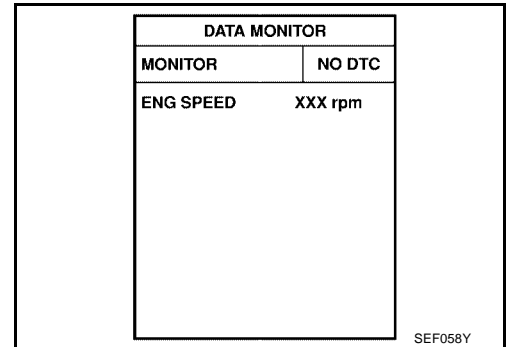 DATA MONITOR
MONITOR NO DTC
ENG SPEED XXX rpm
SEF058Y